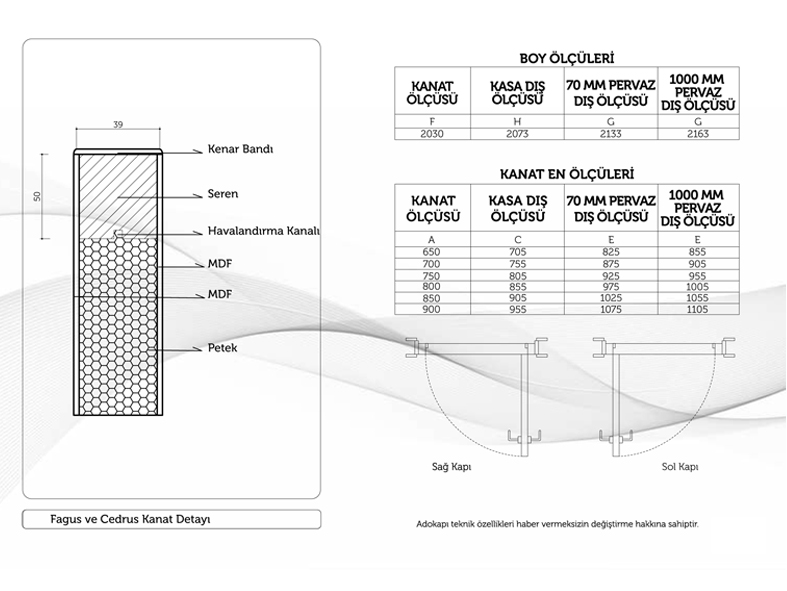 39
50
Kenar Bandı
Seren
Havalandırma Kanalı
MDF
MDF
Petek
Fagus ve Cedrus Kanat Detayı
BOY ÖLÇÜLERİ
KANAT ÖLÇÜSÜ KASA DIŞ ÖLÇÜSÜ 70 MM PERVAZ DIŞ ÖLÇÜSÜ 1000 MM PERVAZ DIŞ ÖLÇÜSÜ
F H G G
2030 2073 2133 2163
KANAT EN ÖLÇÜLERİ
KANAT ÖLÇÜSÜ KASA DIŞ ÖLÇÜSÜ 70 MM PERVAZ DIŞ ÖLÇÜSÜ 1000 MM PERVAZ DIŞ ÖLÇÜSÜ
A C E E
650 705 825 855
700 755 875 905
750 805 925 955
800 855 975 1005
850 905 1025 1055
900 955 1075 1105
Sağ Kapı
Sol Kapı
Adokapı teknik özellikleri haber vermeksizin değiştirme hakkına sahiptir.